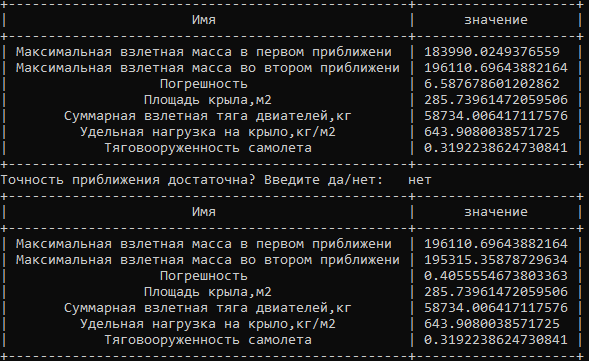 Имя значение
Максимальная взлетная масса в первом приближени 183990.0249376559
Максимальная взлетная масса во втором приближени 196110.69643882164
Погрешность 6.587678601202862
Площадь крыла,м2 285.73961472059506
Суммарная взлетная тяга двиателей,кг 58734.006417117576
Удельная нагрузка на крыло,кг/м2 643.9080038571725
Тяговооруженность самолета 0.3192238624730841
Точность приближения достаточна? Введите да/нет: нет
Имя значение
Максимальная взлетная масса в первом приближени 196110.69643882164
Максимальная взлетная масса во втором приближени 195315.35878729634
Погрешность 0.4055554673803363
Площадь крыла,м2 285.73961472059506
Суммарная взлетная тяга двиателей,кг 58734.006417117576
Удельная нагрузка на крыло,кг/м2 643.9080038571725
Тяговооруженность самолета 0.3192238624730841